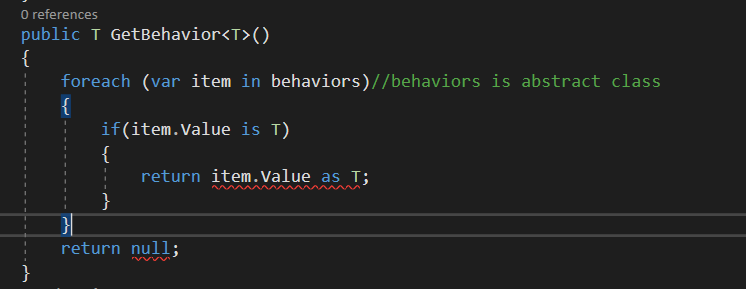 0 references
public T GetBehavior<T>()
{
foreach (var item in behaviors)//behaviors is abstract class
{
if(item.Value is T)
{
return item.Value as T;
}
}
return null;
}